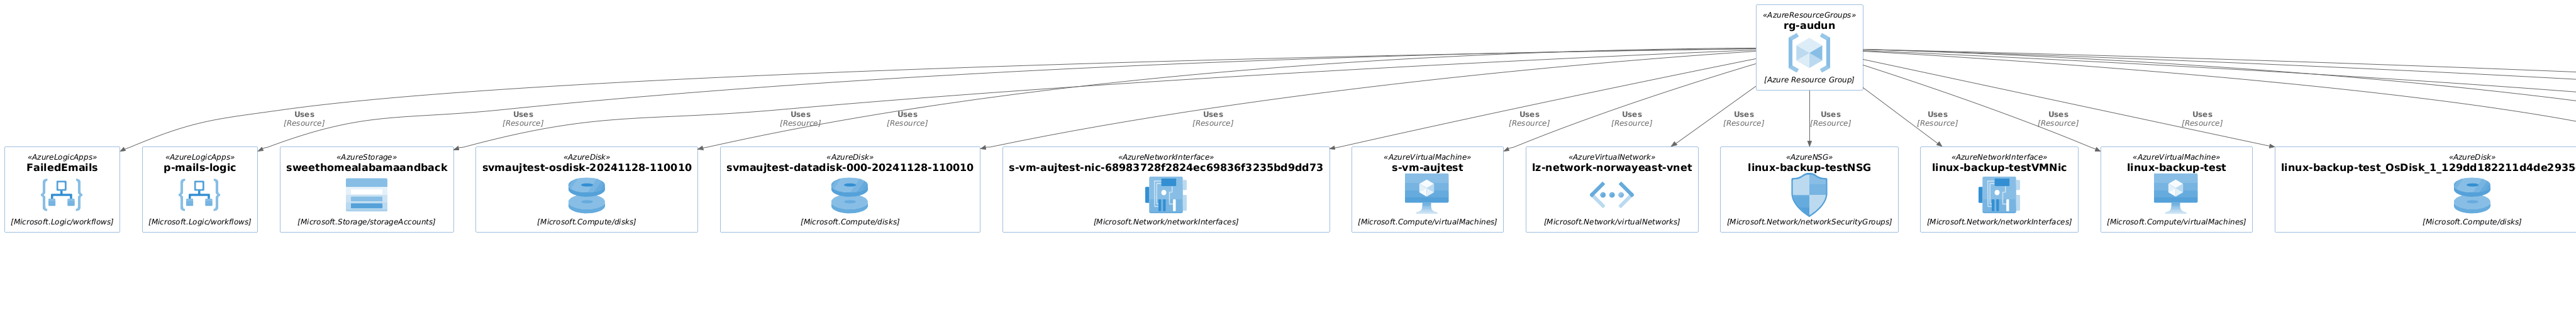 «AzureResourceGroups»
rg-audun
[Azure Resource Group]
Uses
[Resource]
Uses
[Resource]
Uses
[Resource]
Uses
[Resource]
Uses
[Resource]
Uses
[Resource]
Uses
[Resource]
Uses
[Resource]
Uses
[Resource]
Uses
[Resource]
Uses
[Resource]
Uses
[Resource]
«AzureLogicApps»
FailedEmails
[Microsoft.Logic/workflows]
«AzureLogicApps»
p-mails-logic
[Microsoft.Logic/workflows]
«AzureStorage»
sweethomealabamaandback
[Microsoft.Storage/storageAccounts]
«AzureDisk»
svmaujtest-osdisk-20241128-110010
[Microsoft.Compute/disks]
«AzureDisk»
svmaujtest-datadisk-000-20241128-110010
[Microsoft.Compute/disks]
«AzureNetworkInterface»
s-vm-aujtest-nic-68983728f2824ec69836f3235bd9dd73
[Microsoft.Network/networkInterfaces]
«AzureVirtualMachine»
s-vm-aujtest
[Microsoft.Compute/virtualMachines]
«AzureVirtualNetwork»
lz-network-norwayeast-vnet
[Microsoft.Network/virtualNetworks]
«AzureNSG»
linux-backup-testNSG
[Microsoft.Network/networkSecurityGroups]
«AzureNetworkInterface»
linux-backup-testVMNic
[Microsoft.Network/networkInterfaces]
«AzureVirtualMachine»
linux-backup-test
[Microsoft.Compute/virtualMachines]
«AzureDisk»
linux-backup-test_OsDisk_1_129dd182211d4de2935
[Microsoft.Compute/disks]